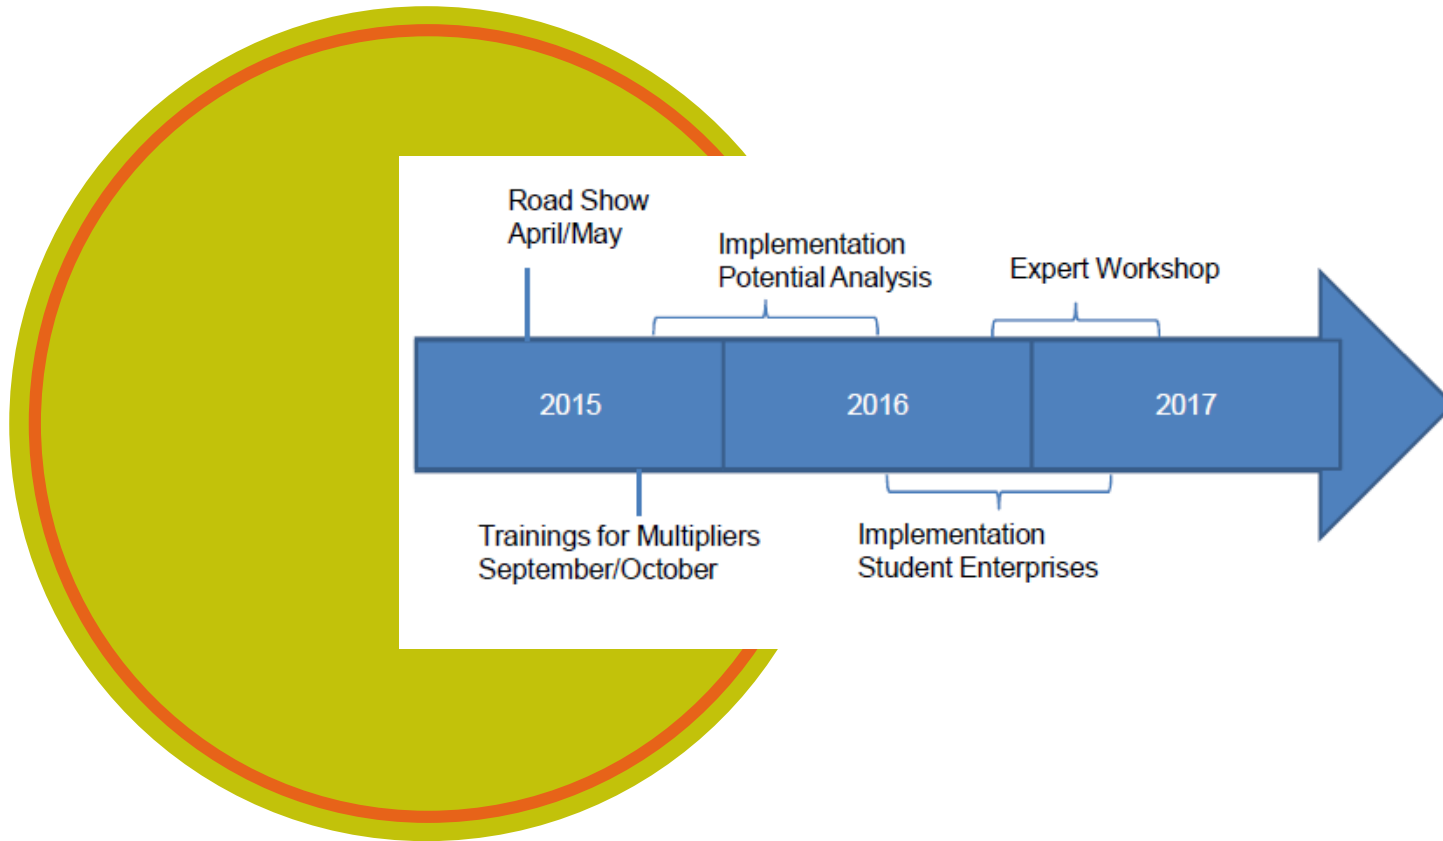 Road Show
April/May
Implementation
Potential Analysis
Expert Workshop
2015
2016
2017
Trainings for Multipliers
September/October
Implementation
Student Enterprises